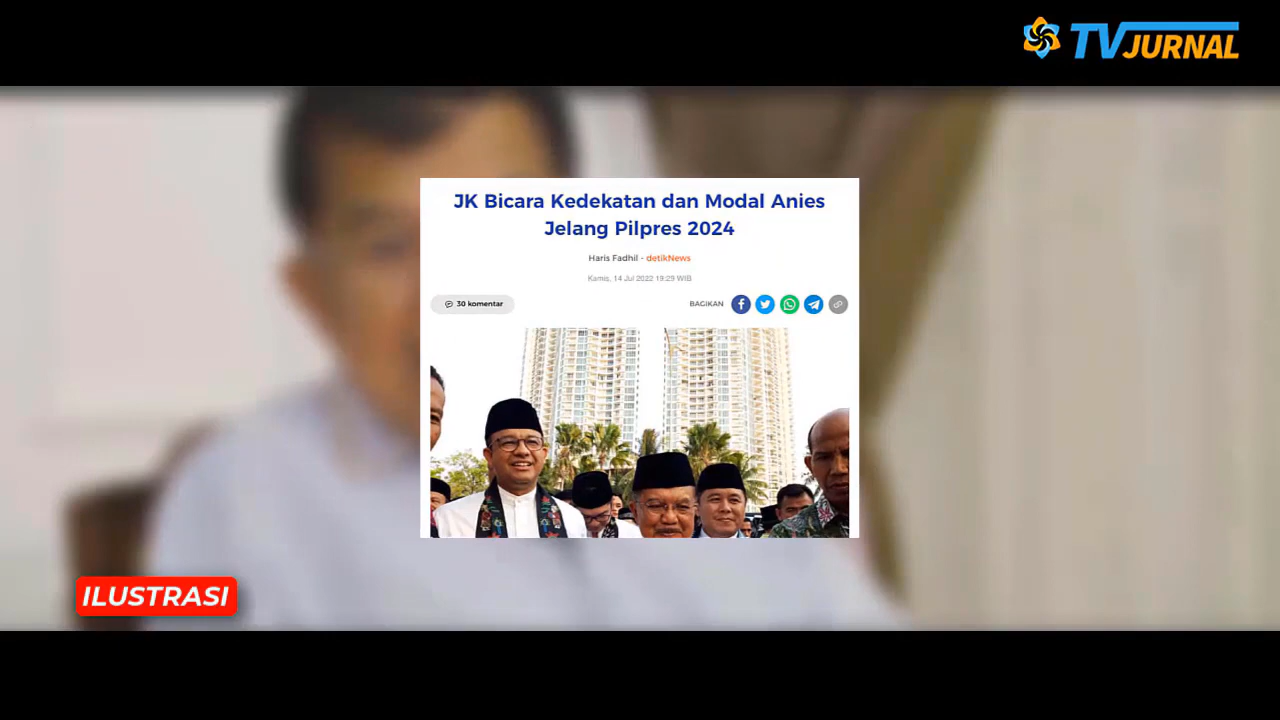 TVJURNAL
JK Bicara Kedekatan dan Modal Anies
Jelang Pilpres 2024
Haris Fadhil - detikNews
Kamis, 14 Jul 2022 19:29 WIB
30 komentar
BAGIKAN
ILUSTRASI